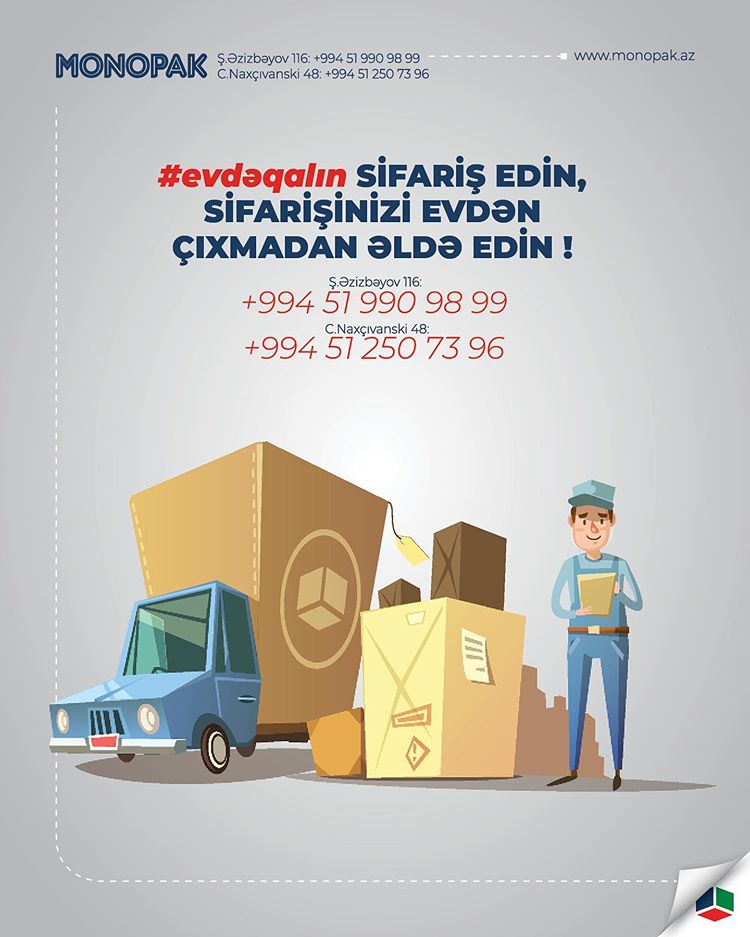 MONOPAK
Ş.Əzizbəyov 116: +994 51 990 98 99
C.Naxçıvanski 48: +994 51 250 73 96
www.monopak.az
#evdəqalın SİFARİŞ EDİN,
SİFARİŞİNİZİ EVDƏN
ÇIXMADAN ƏLDƏ EDİN !
Ş.Əzizbəyov 116:
+994 51 990 98 99
C.Naxçıvanski 48:
+994 51 250 73 96